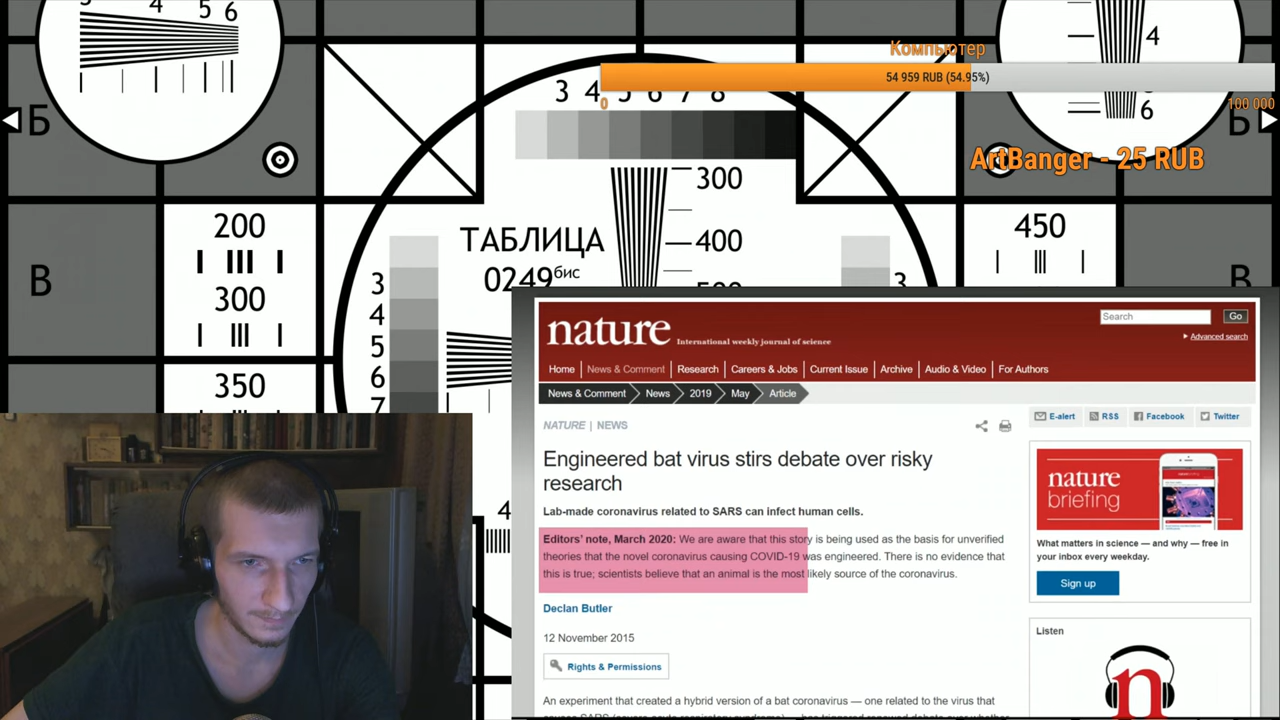 3 4 5 6
4
6
Компьютер
54 959 RUB (54.95%)
0
100 000
Б
Б
ArtBanger - 25 RUB
3 4 5 6 7 8
300
400
200
300
350
450
В
В
ТАБЛИЦА
0249бис
3
4
5
6
7
3
4
nature International weekly journal of science
Search Go
Advanced search
Home News & Comment Research Careers & Jobs Current Issue Archive Audio & Video For Authors
News & Comment News 2019 May Article
NATURE | NEWS
E-alert RSS Facebook Twitter
Engineered bat virus stirs debate over risky
research
Lab-made coronavirus related to SARS can infect human cells.
Editors' note, March 2020: We are aware that this story is being used as the basis for unverified
theories that the novel coronavirus causing COVID-19 was engineered. There is no evidence that
this is true; scientists believe that an animal is the most likely source of the coronavirus.
Declan Butler
12 November 2015
Rights & Permissions
An experiment that created a hybrid version of a bat coronavirus — one related to the virus that
nature
briefing
What matters in science — and why — free in
your inbox every weekday.
Sign up
Listen
n